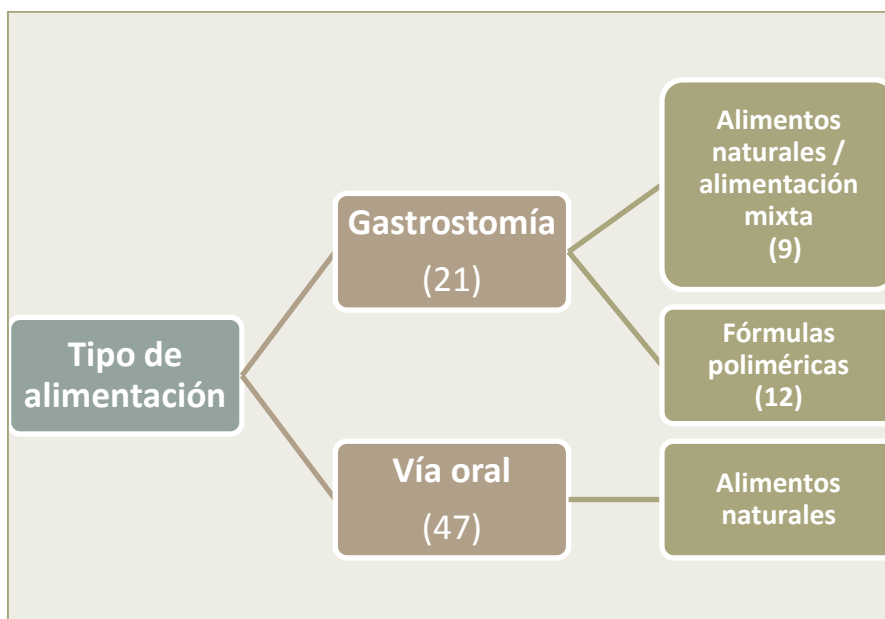 Tipo de
alimentación
Gastrostomía
(21)
Alimentos
naturales /
alimentación
mixta
(9)
Fórmulas
poliméricas
(12)
Vía oral
(47)
Alimentos
naturales